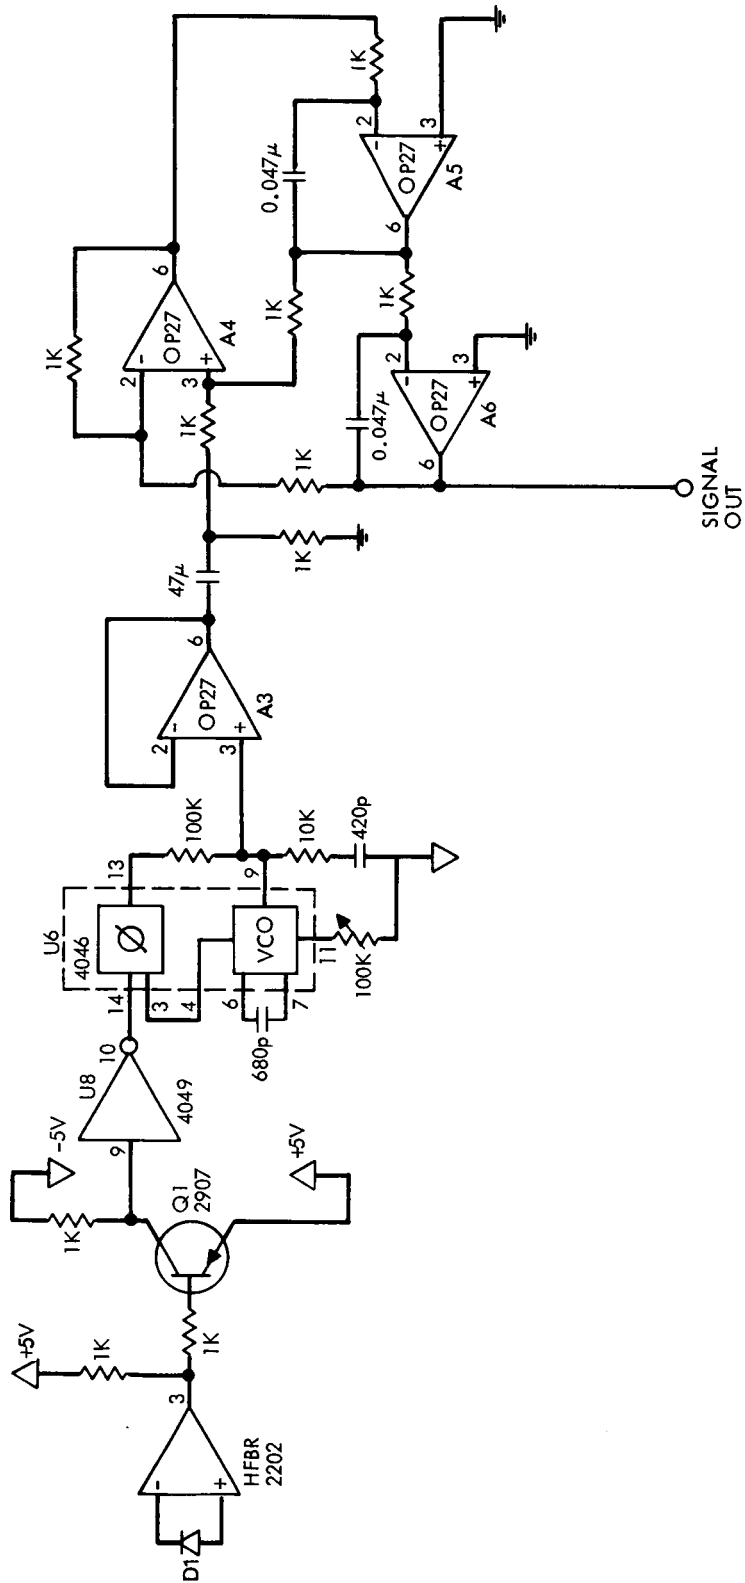 D1
-
+
HFBR
2202
3
+5V
1K
1K
Q1
2907
+5V
1K
-5V
9
U8
4049
10
14
3
4
6
7
680p
U6
4046
Ø
VCO
13
9
11
100K
100K
10K
420p
2
3
-
+
OP27
A3
6
47μ
1K
1K
1K
1K
2
3
-
+
OP27
A4
6
1K
1K
0.047μ
2
3
-
+
OP27
A5
6
1K
0.047μ
2
3
-
+
OP27
A6
6
SIGNAL
OUT